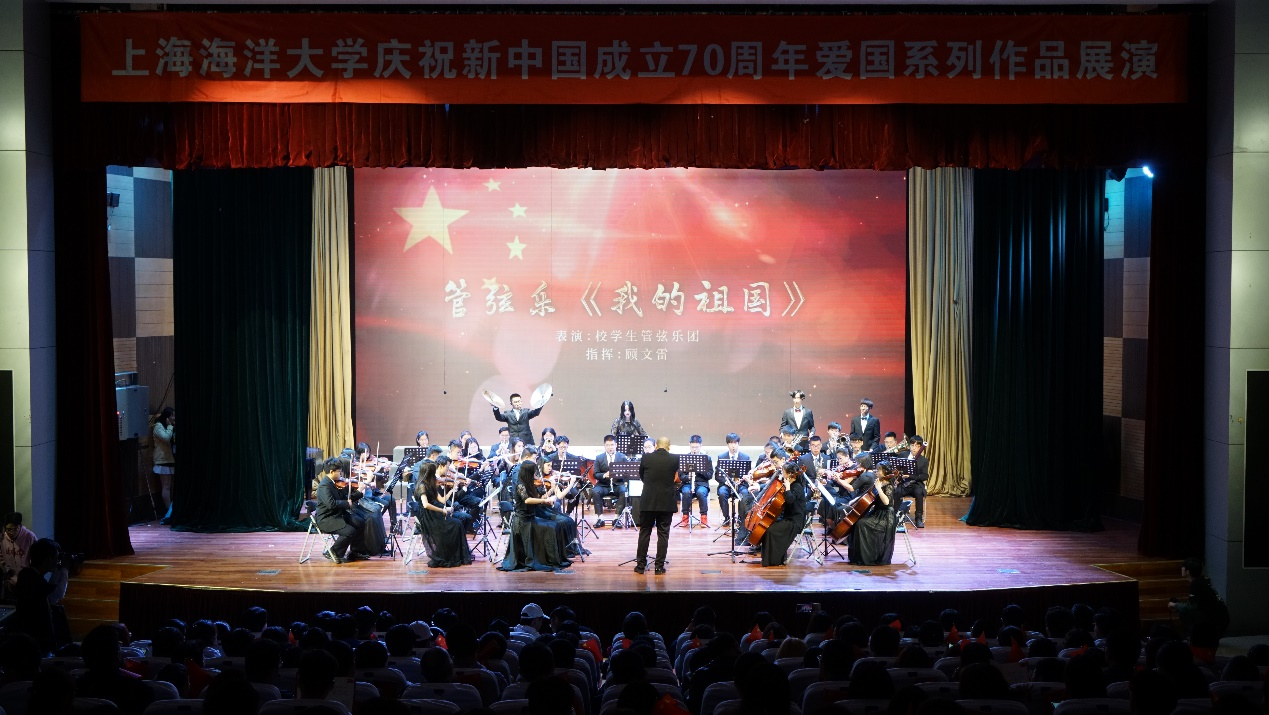 上海海洋大学庆祝新中国成立70周年爱国系列作品展演
管弦乐《我的祖国》
表演:校学生管弦乐团
指挥:顾文雷